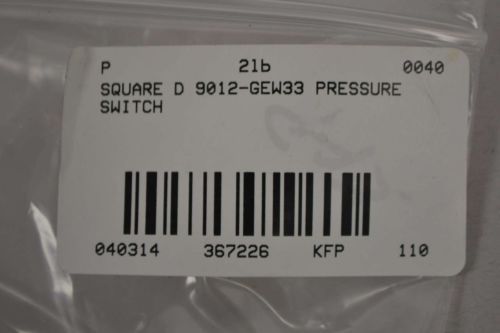 P 21b 0040
SQUARE D 9012-GEW33 PRESSURE
SWITCH
040314 367226 KFP 110